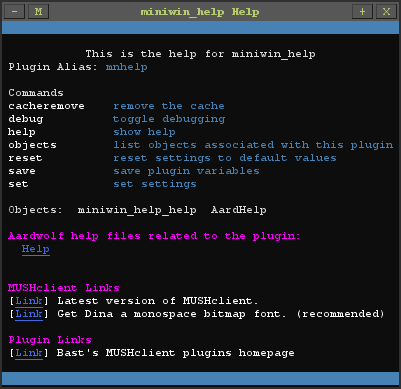 - M miniwin_help Help + X
This is the help for miniwin_help
Plugin Alias: mnhelp
Commands
cacheremove remove the cache
debug toggle debugging
help show help
objects list objects associated with this plugin
reset reset settings to default values
save save plugin variables
set set settings
Objects: miniwin_help_help AardHelp
Aardwolf help files related to the plugin:
Help
MUSHclient Links
[Link] Latest version of MUSHclient.
[Link] Get Dina a monospace bitmap font. (recommended)
Plugin Links
[Link] Bast's MUSHclient plugins homepage